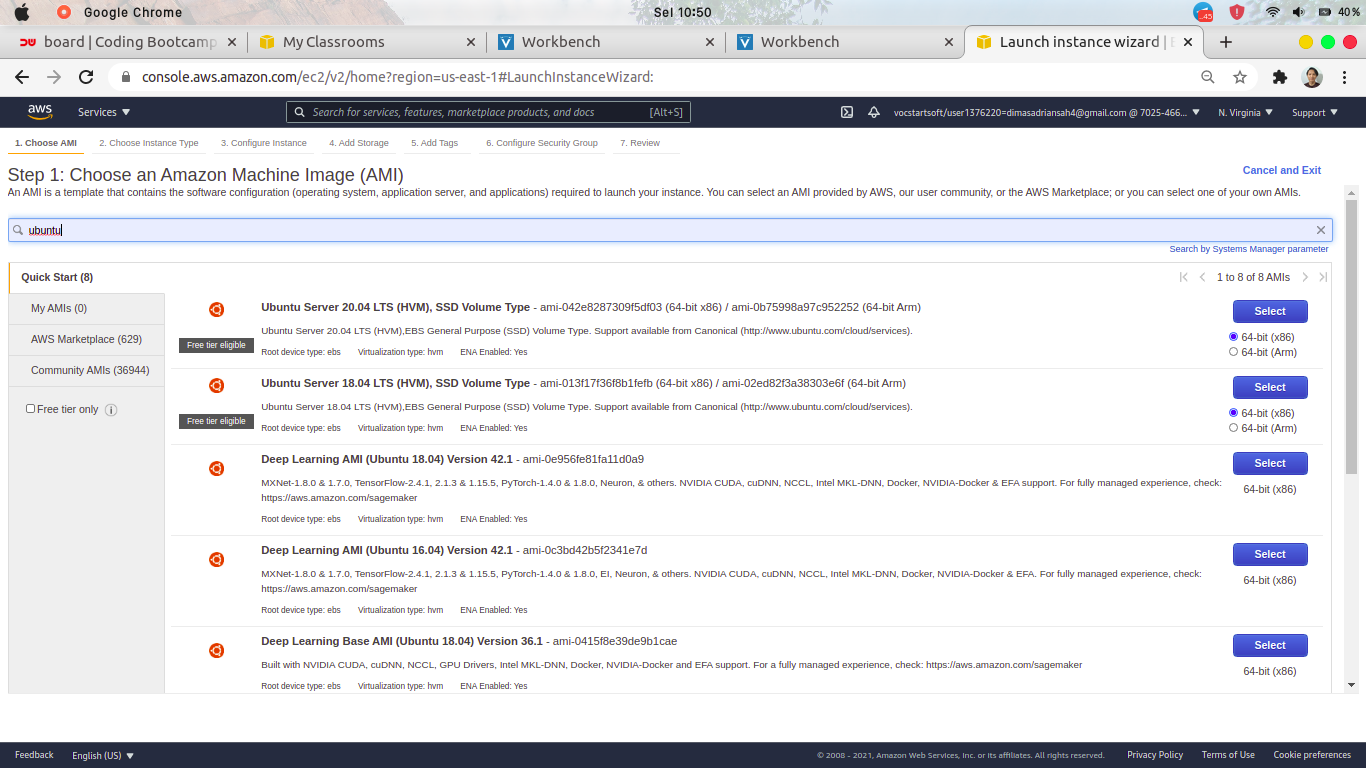 Google Chrome
Sel 10:50
45
40 %
board | Coding Bootcamp
My Classrooms
Workbench
Workbench
Launch instance wizard | E
console.aws.amazon.com/ec2/v2/home?region=us-east-1#LaunchInstanceWizard:
aws
Services
Search for services, features, marketplace products, and docs
[Alt+S]
vocstartsoft/user1376220=dimasadriansah4@gmail.com @ 7025-466...
N. Virginia
Support
1. Choose AMI
2. Choose Instance Type
3. Configure Instance
4. Add Storage
5. Add Tags
6. Configure Security Group
7. Review
Step 1: Choose an Amazon Machine Image (AMI)
Cancel and Exit
An AMI is a template that contains the software configuration (operating system, application server, and applications) required to launch your instance. You can select an AMI provided by AWS, our user community, or the AWS Marketplace; or you can select one of your own AMIs.
ubuntu
Search by Systems Manager parameter
Quick Start (8)
1 to 8 of 8 AMIs
My AMIs (0)
AWS Marketplace (629)
Community AMIs (36944)
Free tier only
Ubuntu Server 20.04 LTS (HVM), SSD Volume Type - ami-042e8287309f5df03 (64-bit x86) / ami-0b75998a97c952252 (64-bit Arm)
Ubuntu Server 20.04 LTS (HVM),EBS General Purpose (SSD) Volume Type. Support available from Canonical (http://www.ubuntu.com/cloud/services).
Free tier eligible
Root device type: ebs Virtualization type: hvm ENA Enabled: Yes
Select
64-bit (x86)
64-bit (Arm)
Ubuntu Server 18.04 LTS (HVM), SSD Volume Type - ami-013f17f36f8b1fefb (64-bit x86) / ami-02ed82f3a38303e6f (64-bit Arm)
Ubuntu Server 18.04 LTS (HVM),EBS General Purpose (SSD) Volume Type. Support available from Canonical (http://www.ubuntu.com/cloud/services).
Free tier eligible
Root device type: ebs Virtualization type: hvm ENA Enabled: Yes
Select
64-bit (x86)
64-bit (Arm)
Deep Learning AMI (Ubuntu 18.04) Version 42.1 - ami-0e956fe81fa11d0a9
MXNet-1.8.0 & 1.7.0, TensorFlow-2.4.1, 2.1.3 & 1.15.5, PyTorch-1.4.0 & 1.8.0, Neuron, & others. NVIDIA CUDA, cuDNN, NCCL, Intel MKL-DNN, Docker, NVIDIA-Docker & EFA support. For fully managed experience, check:
https://aws.amazon.com/sagemaker
Root device type: ebs Virtualization type: hvm ENA Enabled: Yes
Select
64-bit (x86)
Deep Learning AMI (Ubuntu 16.04) Version 42.1 - ami-0c3bd42b5f2341e7d
MXNet-1.8.0 & 1.7.0, TensorFlow-2.4.1, 2.1.3 & 1.15.5, PyTorch-1.4.0 & 1.8.0, EI, Neuron, & others. NVIDIA CUDA, cuDNN, NCCL, Intel MKL-DNN, Docker, NVIDIA-Docker & EFA. For fully managed experience, check:
https://aws.amazon.com/sagemaker
Root device type: ebs Virtualization type: hvm ENA Enabled: Yes
Select
64-bit (x86)
Deep Learning Base AMI (Ubuntu 18.04) Version 36.1 - ami-0415f8e39de9b1cae
Built with NVIDIA CUDA, cuDNN, NCCL, GPU Drivers, Intel MKL-DNN, Docker, NVIDIA-Docker and EFA support. For a fully managed experience, check: https://aws.amazon.com/sagemaker
Root device type: ebs Virtualization type: hvm ENA Enabled: Yes
Select
64-bit (x86)
Feedback
English (US)
© 2008 - 2021, Amazon Web Services, Inc. or its affiliates. All rights reserved.
Privacy Policy
Terms of Use
Cookie preferences